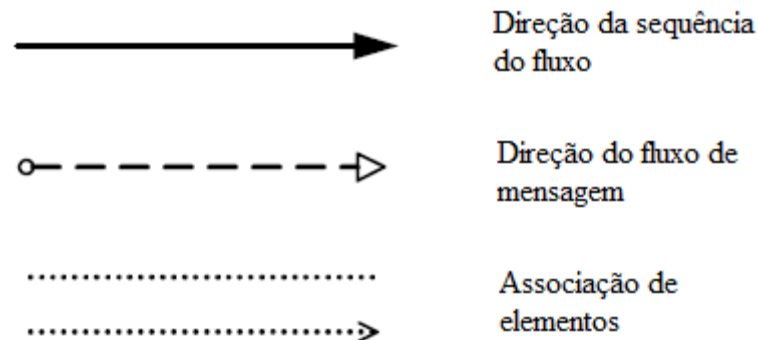 Direção da sequência
do fluxo
Direção do fluxo de
mensagem
Associação de
elementos